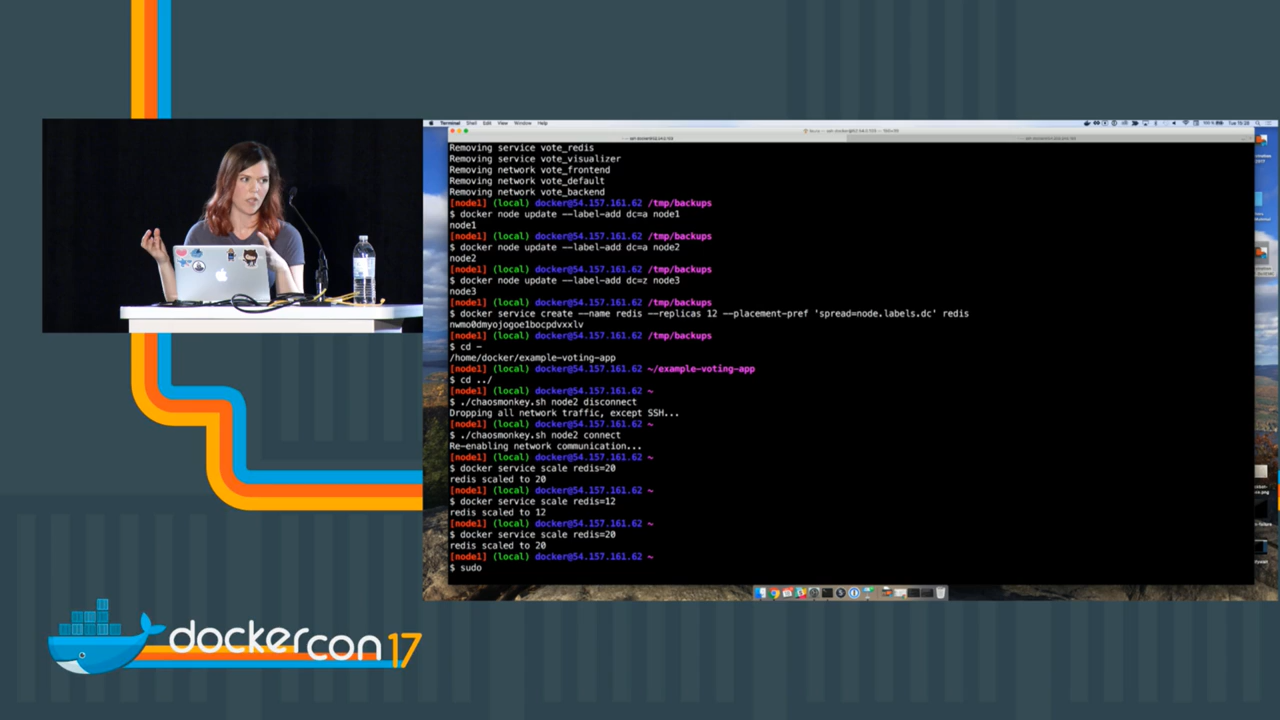 Terminal Shell Edit View Window Help
Removing service vote_redis
Removing service vote_visualizer
Removing network vote_frontend
Removing network vote_default
Removing network vote_backend
[node1] (local) docker@54.157.161.62 /tmp/backups
$ docker node update --label-add dc=a node1
node1
[node1] (local) docker@54.157.161.62 /tmp/backups
$ docker node update --label-add dc=a node2
node2
[node1] (local) docker@54.157.161.62 /tmp/backups
$ docker node update --label-add dc=z node3
node3
[node1] (local) docker@54.157.161.62 /tmp/backups
$ docker service create --name redis --replicas 12 --placement-pref 'spread=node.labels.dc' redis
nwmo0dmyojogoe1bocpdvxxlv
[node1] (local) docker@54.157.161.62 /tmp/backups
$ cd -
/home/docker/example-voting-app
[node1] (local) docker@54.157.161.62 ~/example-voting-app
$ cd ../
[node1] (local) docker@54.157.161.62 ~
$ ./chaosmonkey.sh node2 disconnect
Dropping all network traffic, except SSH...
[node1] (local) docker@54.157.161.62 ~
$ ./chaosmonkey.sh node2 connect
Re-enabling network communication...
[node1] (local) docker@54.157.161.62 ~
$ docker service scale redis=20
redis scaled to 20
[node1] (local) docker@54.157.161.62 ~
$ docker service scale redis=12
redis scaled to 12
[node1] (local) docker@54.157.161.62 ~
$ docker service scale redis=20
redis scaled to 20
[node1] (local) docker@54.157.161.62 ~
$ sudo
dockercon 17